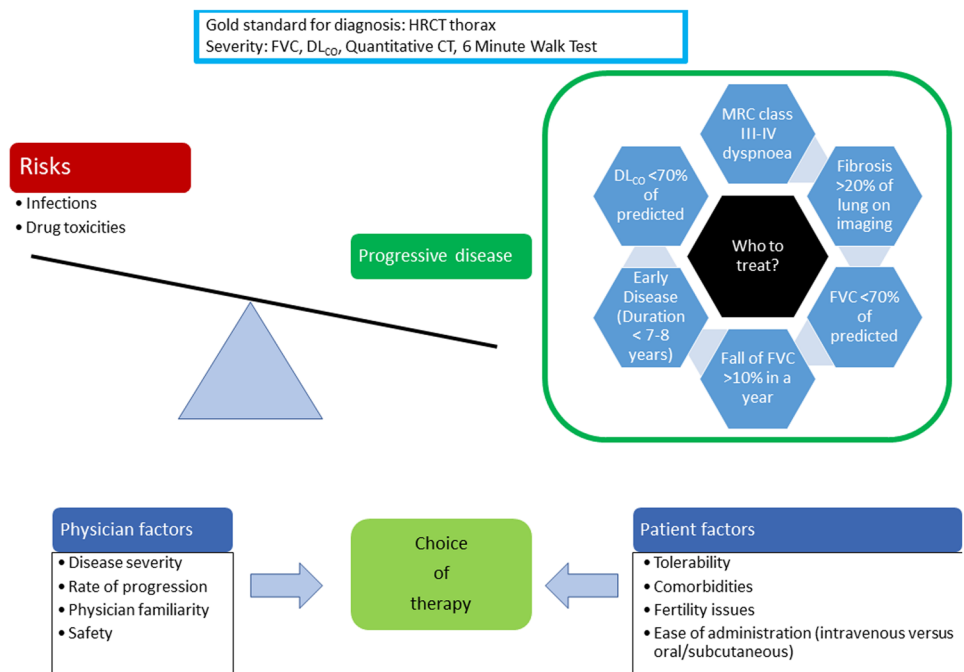 Gold standard for diagnosis: HRCT thorax
Severity: FVC, DLCO, Quantitative CT, 6 Minute Walk Test
Risks
• Infections
• Drug toxicities
Progressive disease
Who to
treat?
MRC class
III-IV
dyspnoea
Fibrosis
>20% of
lung on
imaging
FVC <70%
of
predicted
Fall of FVC
>10% in a
year
Early
Disease
(Duration
< 7-8
years)
DLCO <70%
of
predicted
Physician factors
• Disease severity
• Rate of progression
• Physician familiarity
• Safety
Choice
of
therapy
Patient factors
• Tolerability
• Comorbidities
• Fertility issues
• Ease of administration (intravenous versus
oral/subcutaneous)